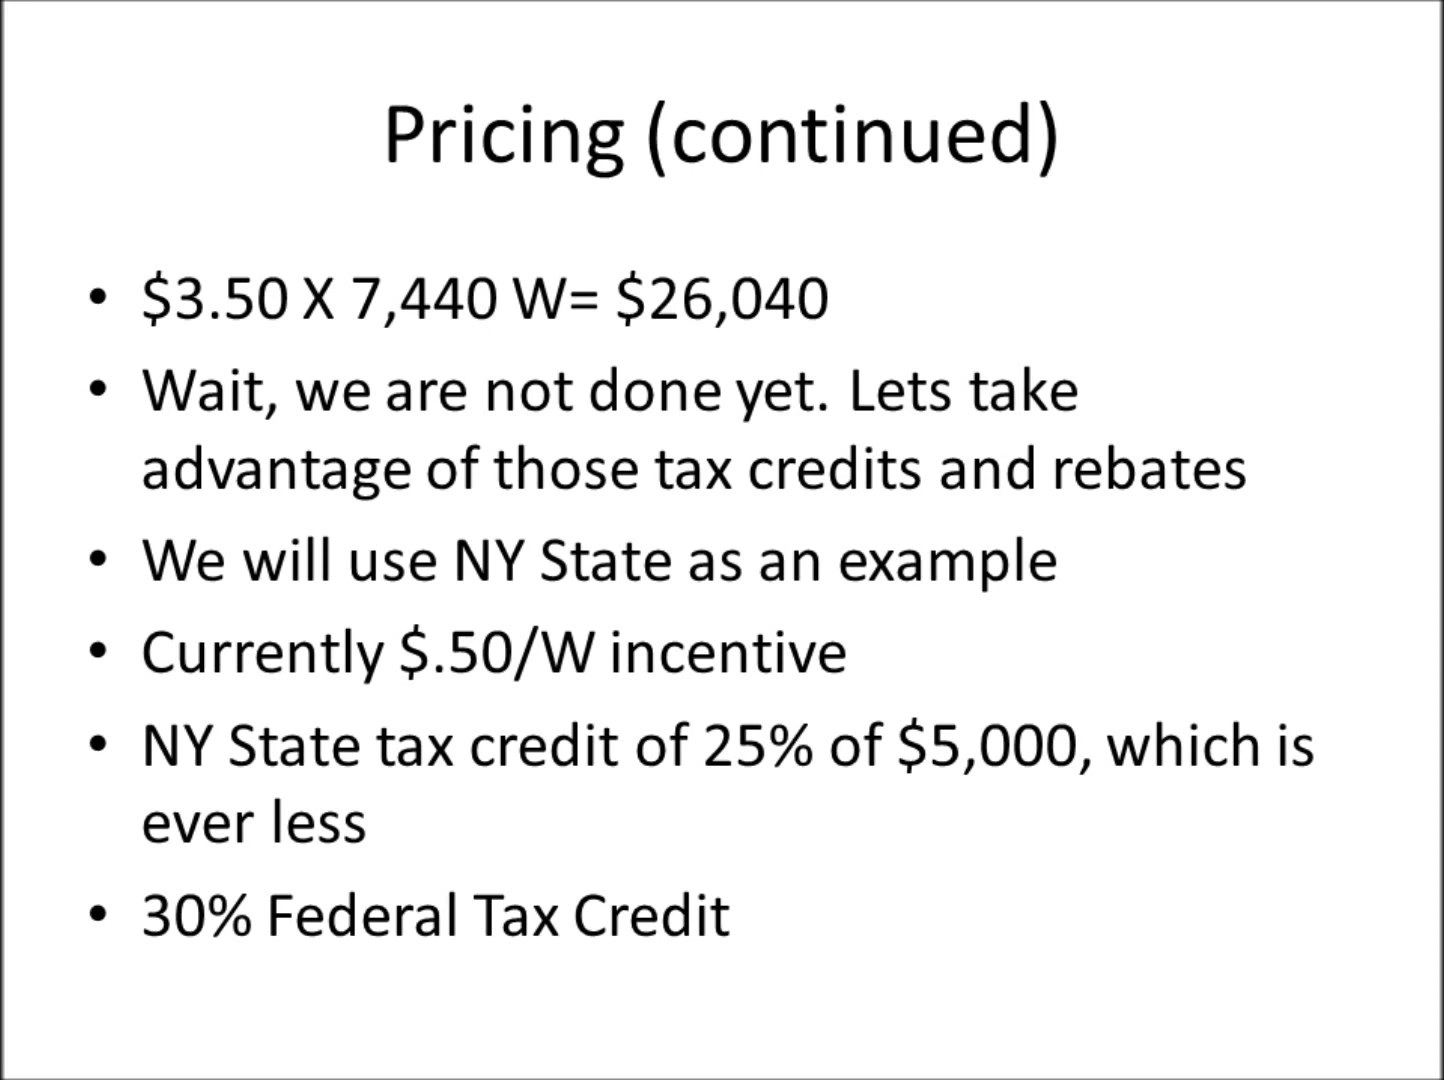 Pricing (continued)
• $3.50 X 7,440 W= $26,040
• Wait, we are not done yet. Lets take
advantage of those tax credits and rebates
• We will use NY State as an example
• Currently $.50/W incentive
• NY State tax credit of 25% of $5,000, which is
ever less
• 30% Federal Tax Credit